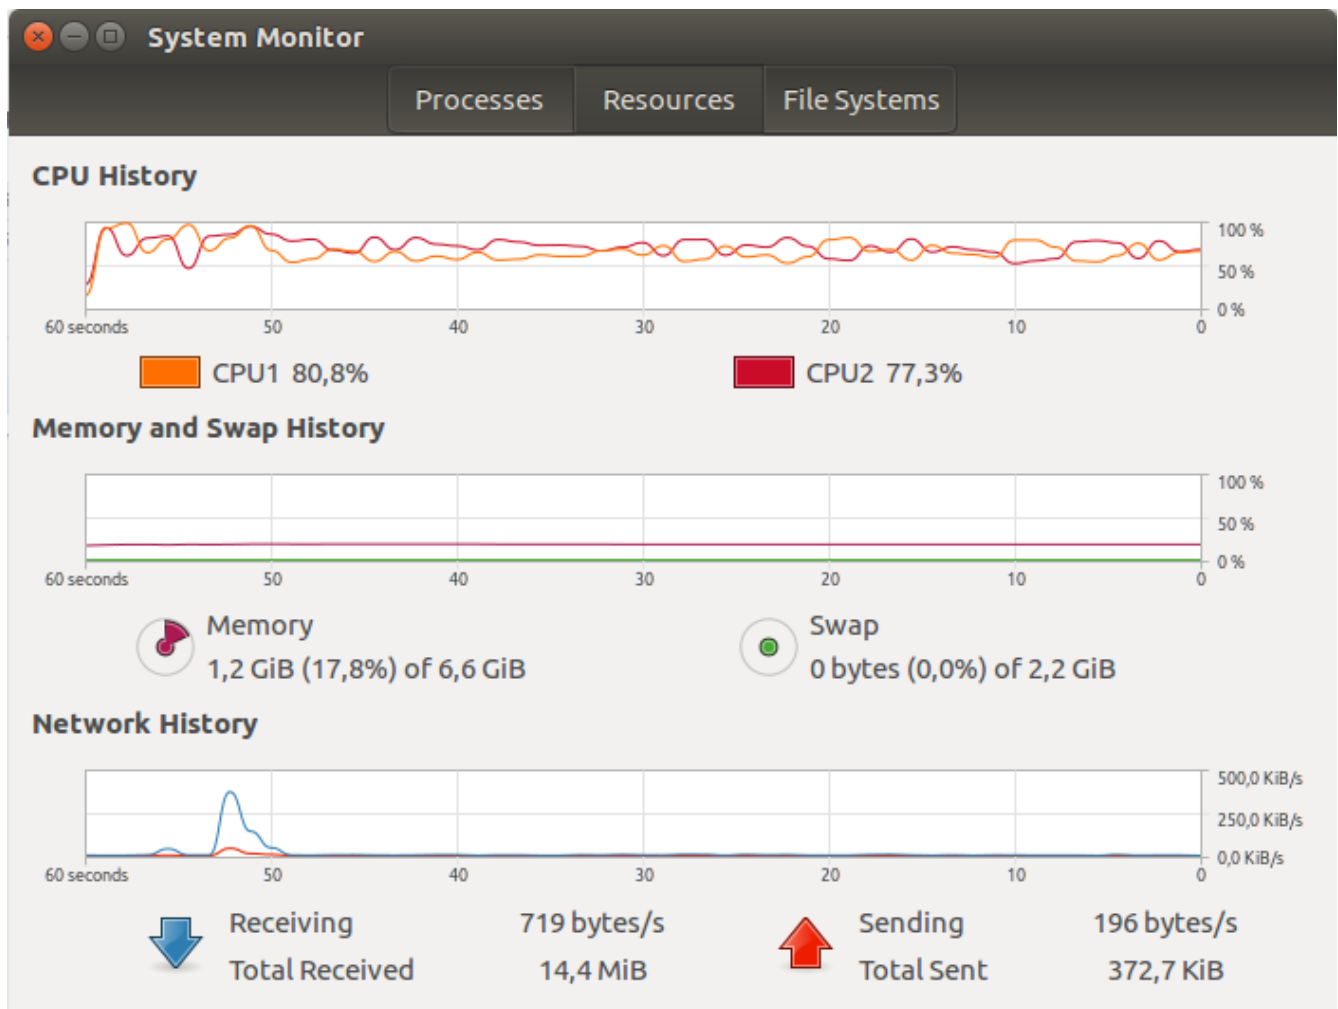 System Monitor
Processes Resources File Systems
CPU History
100 %
50 %
0 %
60 seconds 50 40 30 20 10 0
CPU1 80,8% CPU2 77,3%
Memory and Swap History
100 %
50 %
0 %
60 seconds 50 40 30 20 10 0
Memory Swap
1,2 GiB (17,8%) of 6,6 GiB 0 bytes (0,0%) of 2,2 GiB
Network History
500,0 KiB/s
250,0 KiB/s
0,0 KiB/s
60 seconds 50 40 30 20 10 0
Receiving 719 bytes/s Sending 196 bytes/s
Total Received 14,4 MiB Total Sent 372,7 KiB